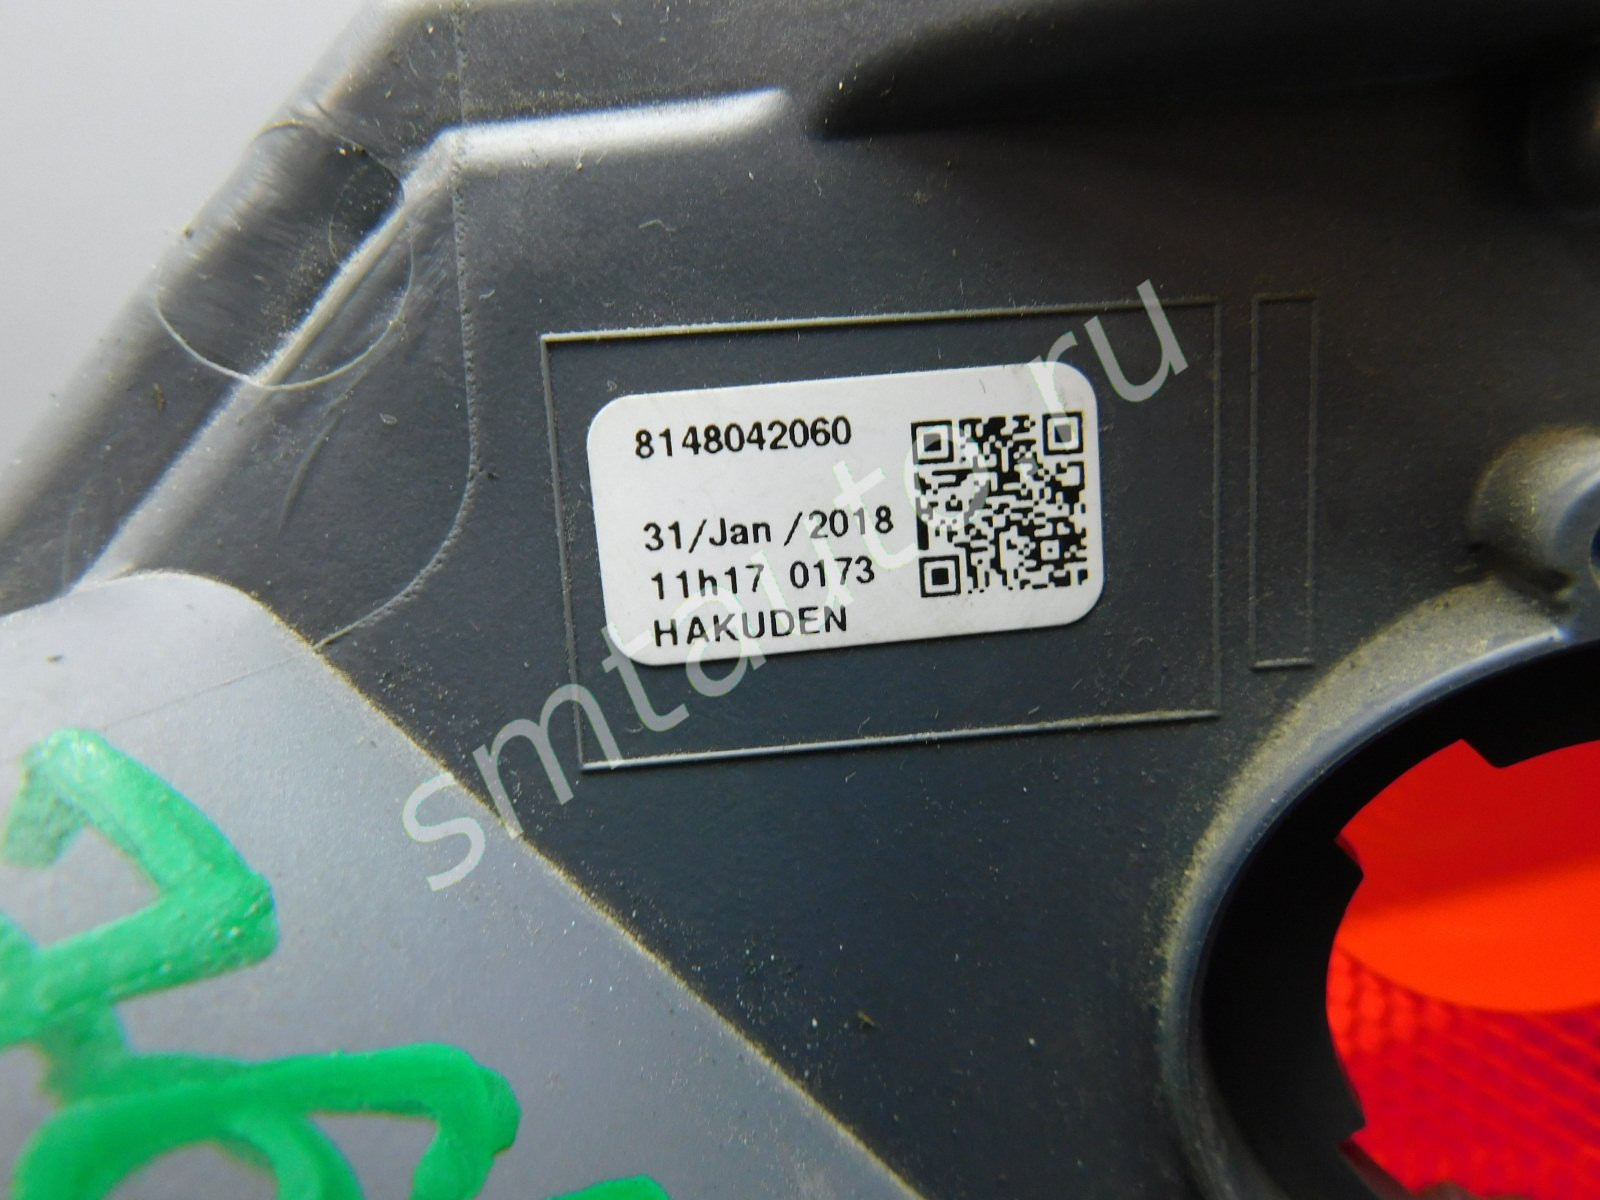 8148042060
31/Jan /2018
11h17 0173
HAKUDEN
smtauto.ru